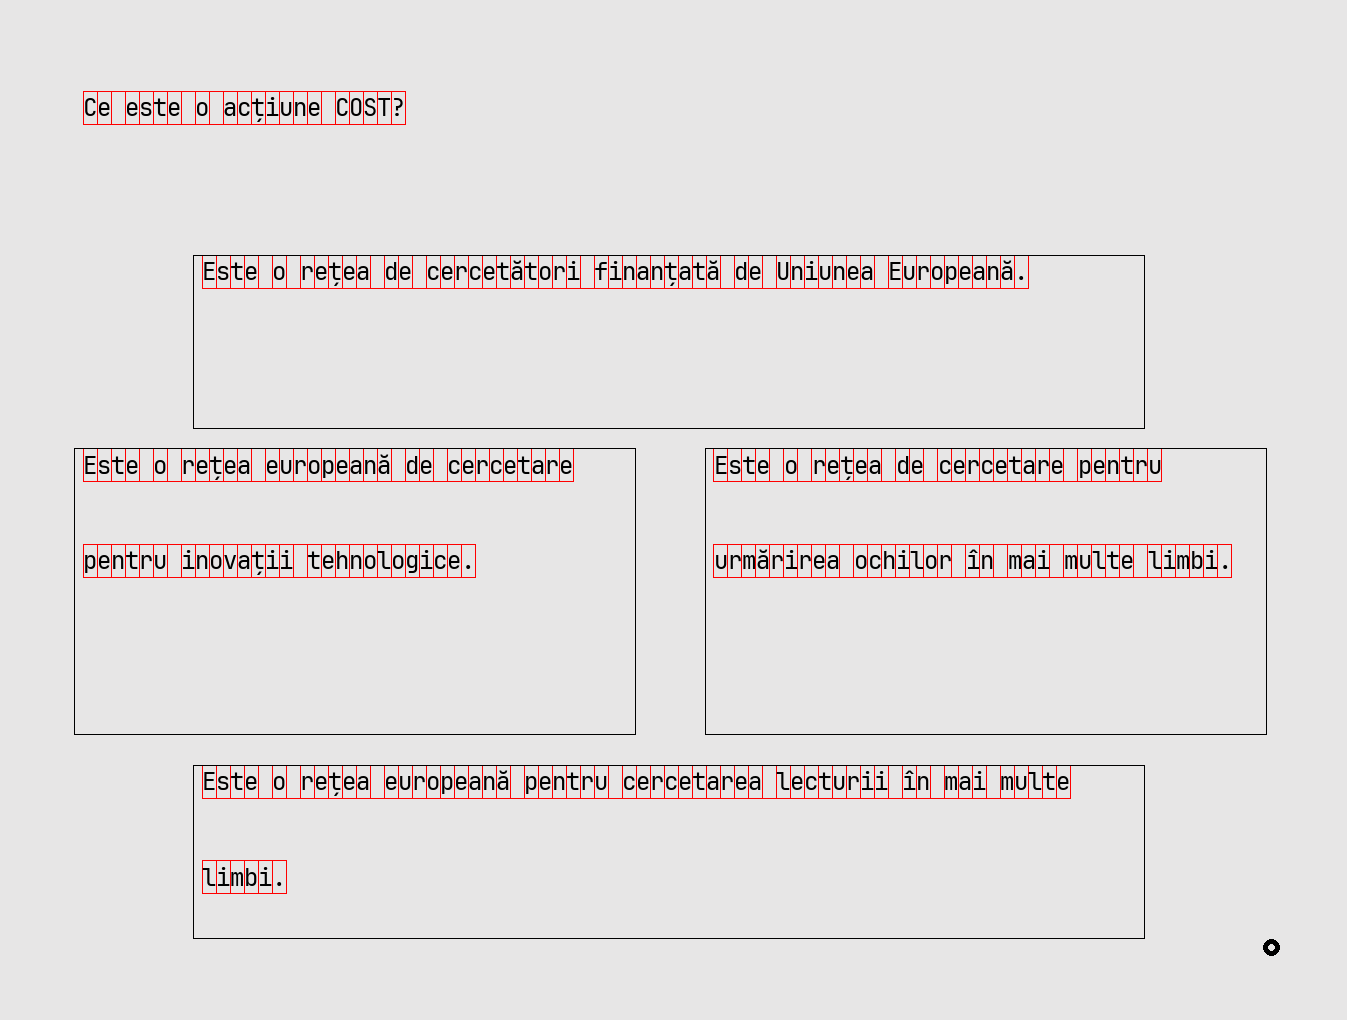 Ce este o acțiune COST?
Este o rețea de cercetători finanțată de Uniunea Europeană.
Este o rețea europeană de cercetare
pentru inovații tehnologice.
Este o rețea de cercetare pentru
urmărirea ochilor în mai multe limbi.
Este o rețea europeană pentru cercetarea lecturii în mai multe
limbi.